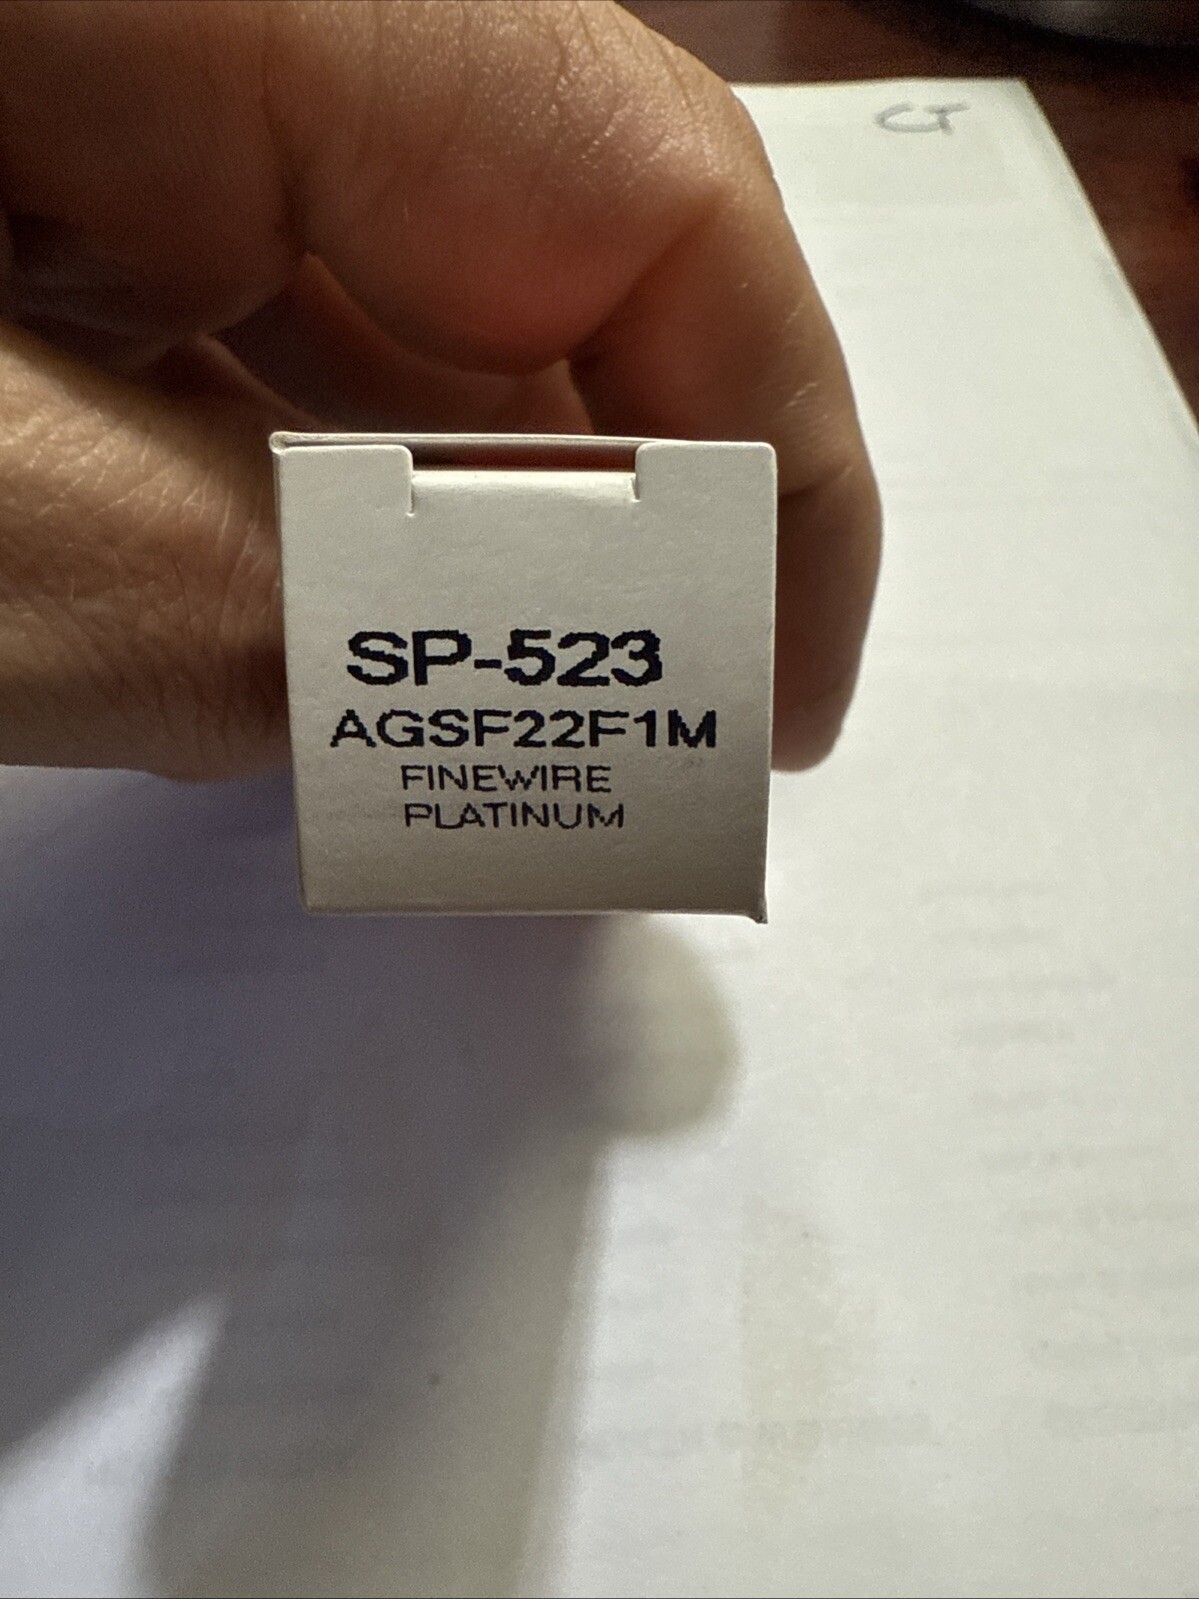 SP-523
AGSF22F1M
FINEWIRE
PLATINUM